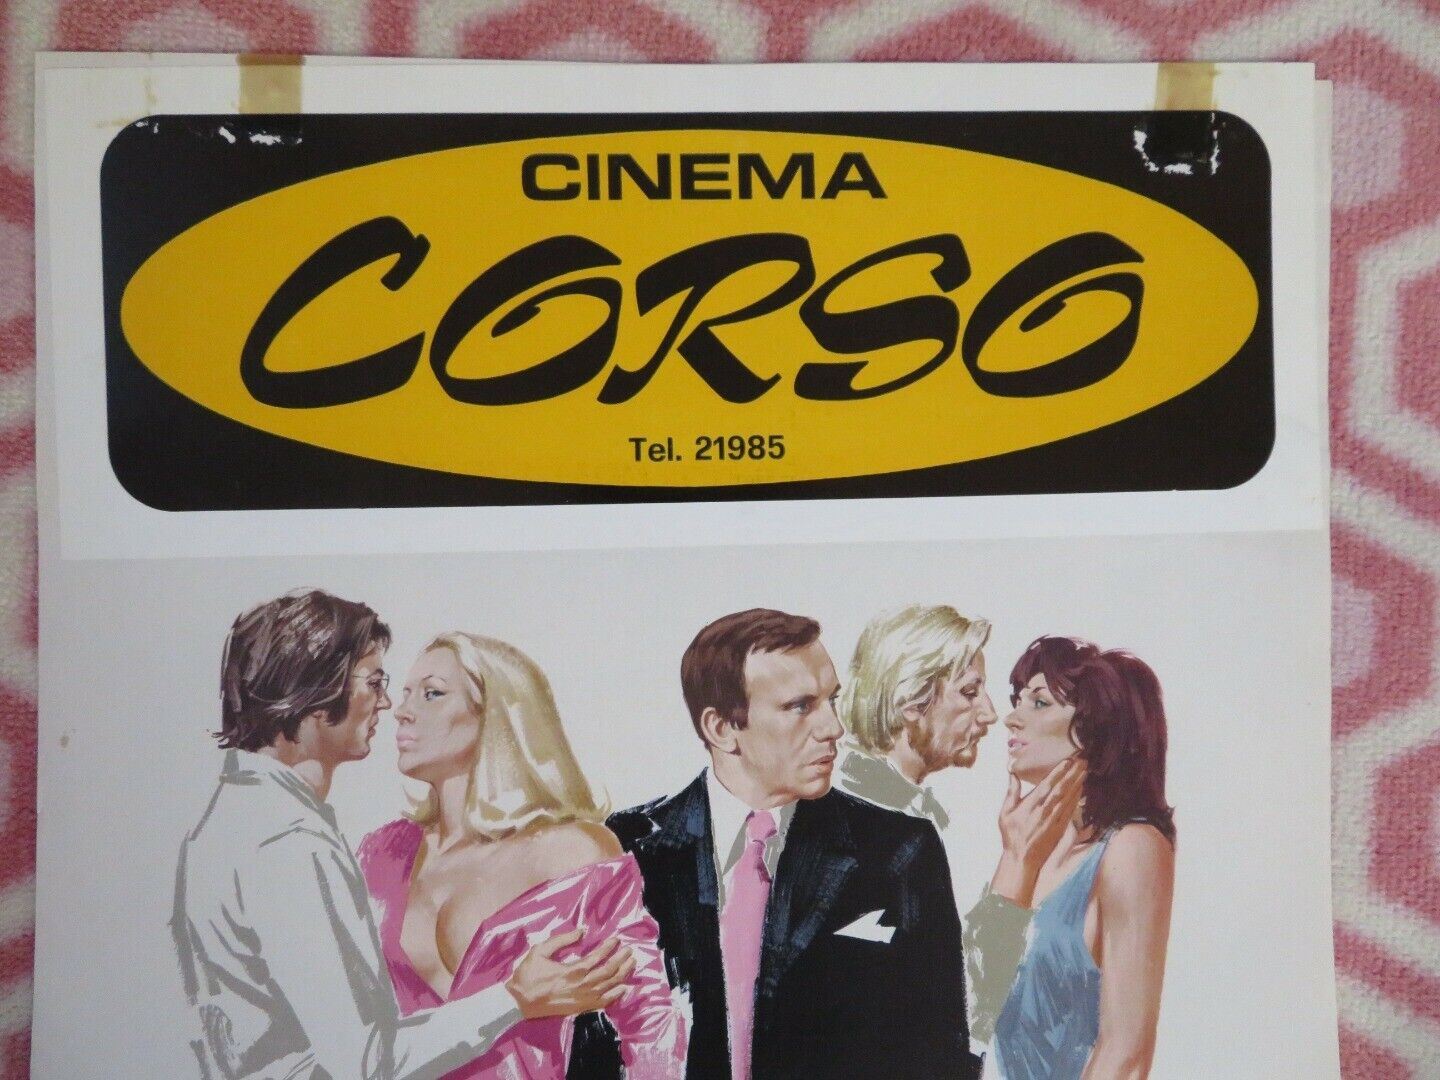 CINEMA
CORSO
Tel. 21985